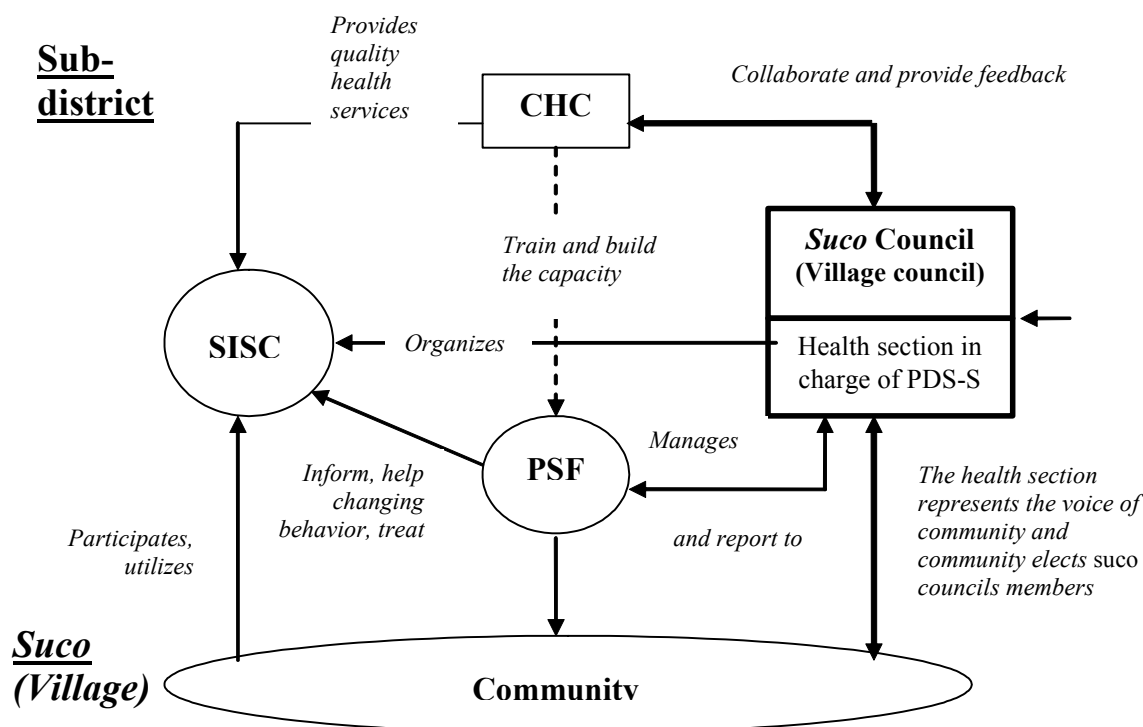 Provides
quality
health
services
Sub-
district
CHC
Collaborate and provide feedback
Train and build
the capacity
Suco Council
(Village council)
SISC
Organizes
Health section in
charge of PDS-S
PSF
Manages
Inform, help
changing
behavior, treat
Participates,
utilizes
and report to
The health section
represents the voice of
community and
community elects suco
councils members
Suco
(Village)
Community